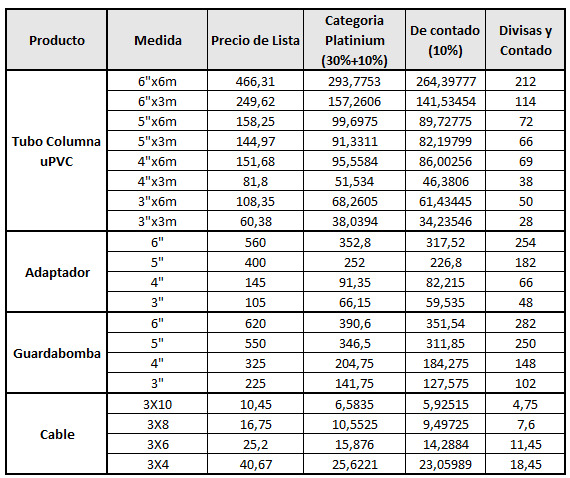 Producto Medida Precio de Lista Categoria Platinium (30%+10%) De contado (10%) Divisas y Contado
Tubo Columna uPVC
6"x6m 466,31 293,7753 264,39777 212
6"x3m 249,62 157,2606 141,53454 114
5"x6m 158,25 99,6975 89,72775 72
5"x3m 144,97 91,3311 82,19799 66
4"x6m 151,68 95,5584 86,00256 69
4"x3m 81,8 51,534 46,3806 38
3"x6m 108,35 68,2605 61,43445 50
3"x3m 60,38 38,0394 34,23546 28
Adaptador
6" 560 352,8 317,52 254
5" 400 252 226,8 182
4" 145 91,35 82,215 66
3" 105 66,15 59,535 48
Guardabomba
6" 620 390,6 351,54 282
5" 550 346,5 311,85 250
4" 325 204,75 184,275 148
3" 225 141,75 127,575 102
Cable
3X10 10,45 6,5835 5,92515 4,75
3X8 16,75 10,5525 9,49725 7,6
3X6 25,2 15,876 14,2884 11,45
3X4 40,67 25,6221 23,05989 18,45